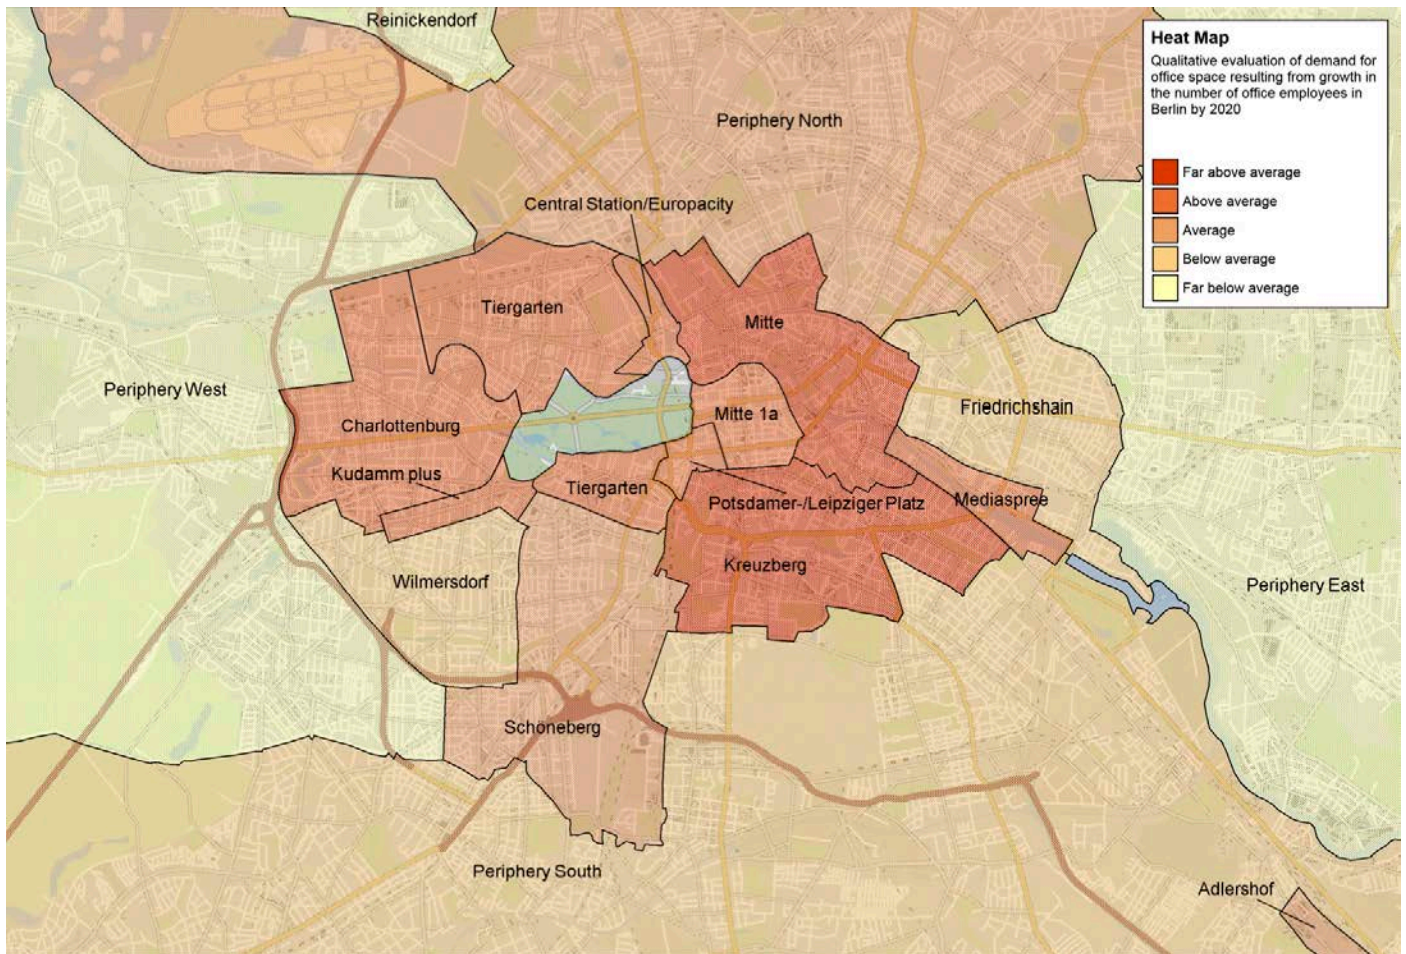 Reinickendorf
Heat Map
Qualitative evaluation of demand for
office space resulting from growth in
the number of office employees in
Berlin by 2020
Far above average
Above average
Average
Below average
Far below average
Periphery North
Central Station/Europacity
Tiergarten
Mitte
Periphery West
Mitte 1a
Friedrichshain
Charlottenburg
Kudamm plus
Tiergarten
Potsdamer-/Leipziger Platz
Mediaspree
Kreuzberg
Wilmersdorf
Periphery East
Schöneberg
Periphery South
Adlershof